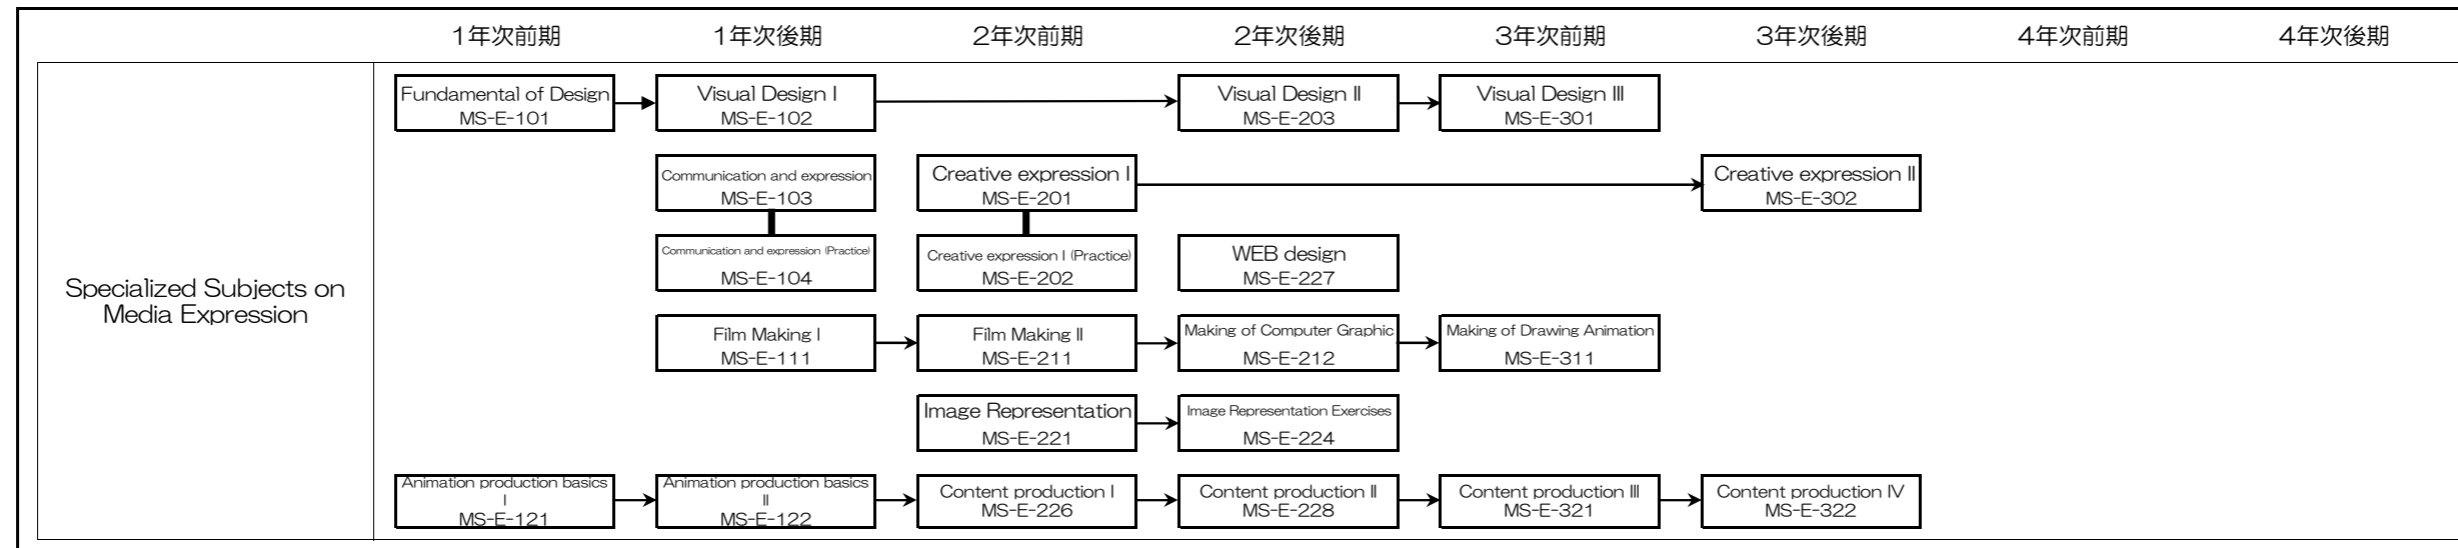 1年次前期 1年次後期 2年次前期 2年次後期 3年次前期 3年次後期 4年次前期 4年次後期
Specialized Subjects on
Media Expression
Fundamental of Design
MS-E-101
Visual Design Ⅰ
MS-E-102
Visual Design Ⅱ
MS-E-203
Visual Design Ⅲ
MS-E-301
Communication and expression
MS-E-103
Creative expression Ⅰ
MS-E-201
Creative expression Ⅱ
MS-E-302
Communication and expression (Practice)
MS-E-104
Creative expression Ⅰ (Practice)
MS-E-202
WEB design
MS-E-227
Film Making Ⅰ
MS-E-111
Film Making Ⅱ
MS-E-211
Making of Computer Graphic
MS-E-212
Making of Drawing Animation
MS-E-311
Image Representation
MS-E-221
Image Representation Exercises
MS-E-224
Animation production basics
Ⅰ
MS-E-121
Animation production basics
Ⅱ
MS-E-122
Content production Ⅰ
MS-E-226
Content production Ⅱ
MS-E-228
Content production Ⅲ
MS-E-321
Content production Ⅳ
MS-E-322